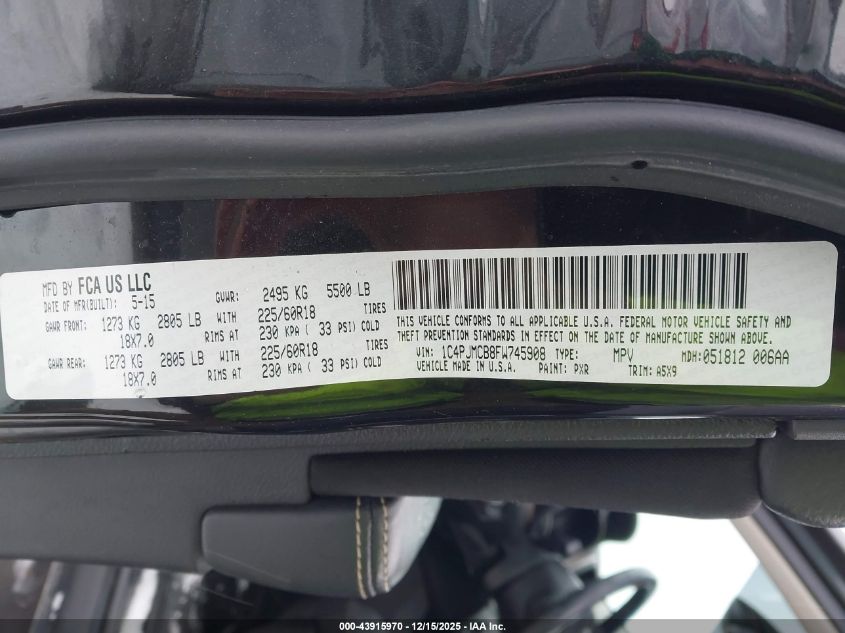 MFD BY FCA US LLC
DATE OF MFR(BUILT): 5-15
GVWR: 2495 KG 5500 LB
GAWR FRONT: 1273 KG 2805 LB WITH 225/60R18 TIRES
18X7.0 RIMS AT 230 KPA ( 33 PSI) COLD
GAWR REAR: 1273 KG 2805 LB WITH 225/60R18 TIRES
18X7.0 RIMS AT 230 KPA ( 33 PSI) COLD
THIS VEHICLE CONFORMS TO ALL APPLICABLE U.S.A. FEDERAL MOTOR VEHICLE SAFETY AND
THEFT PREVENTION STANDARDS IN EFFECT ON THE DATE OF MANUFACTURE SHOWN ABOVE.
VIN: 1C4PJMCB8FW745908 TYPE: MPV MDH: 051812 006AA
VEHICLE MADE IN U.S.A. PAINT: PXR TRIM: A5X9
000-43915970 - 12/15/2025 - IAA Inc.